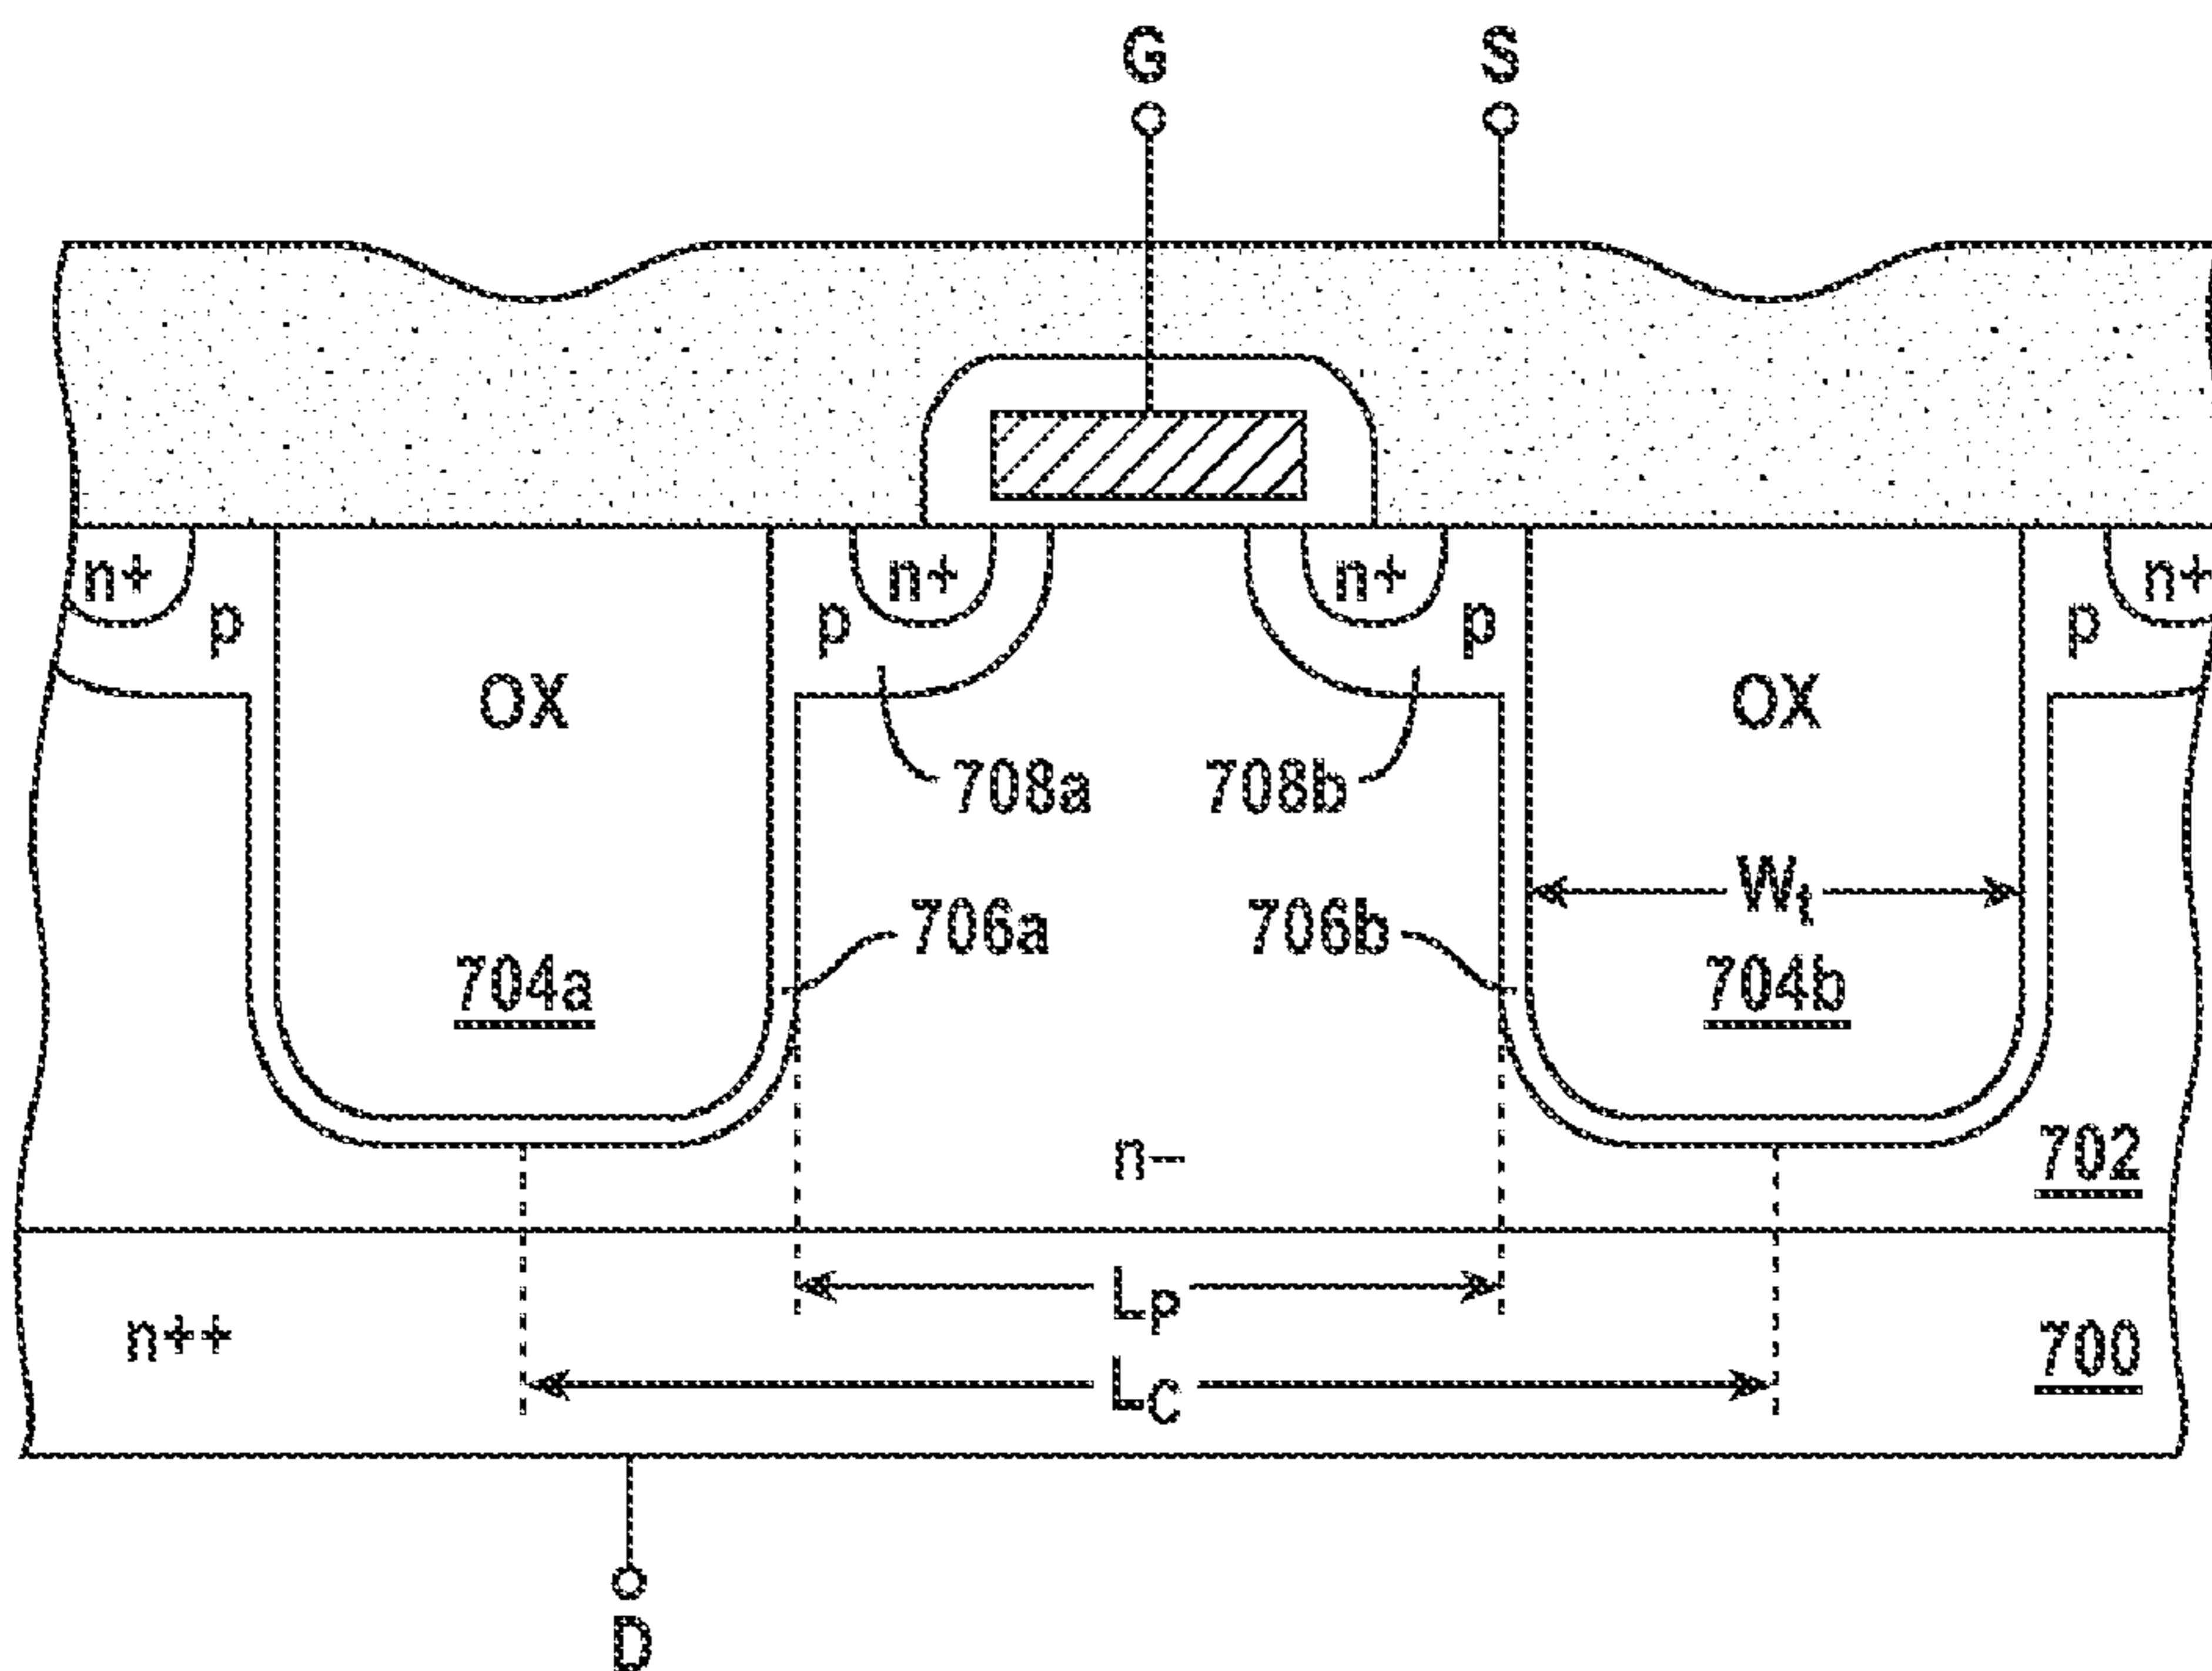 G S
n+ p p n+ n+ p p n+
OX OX
708a 708b
Wt
706a 706b
704a 704b
n- 702
LP
n++ 700
LC
D